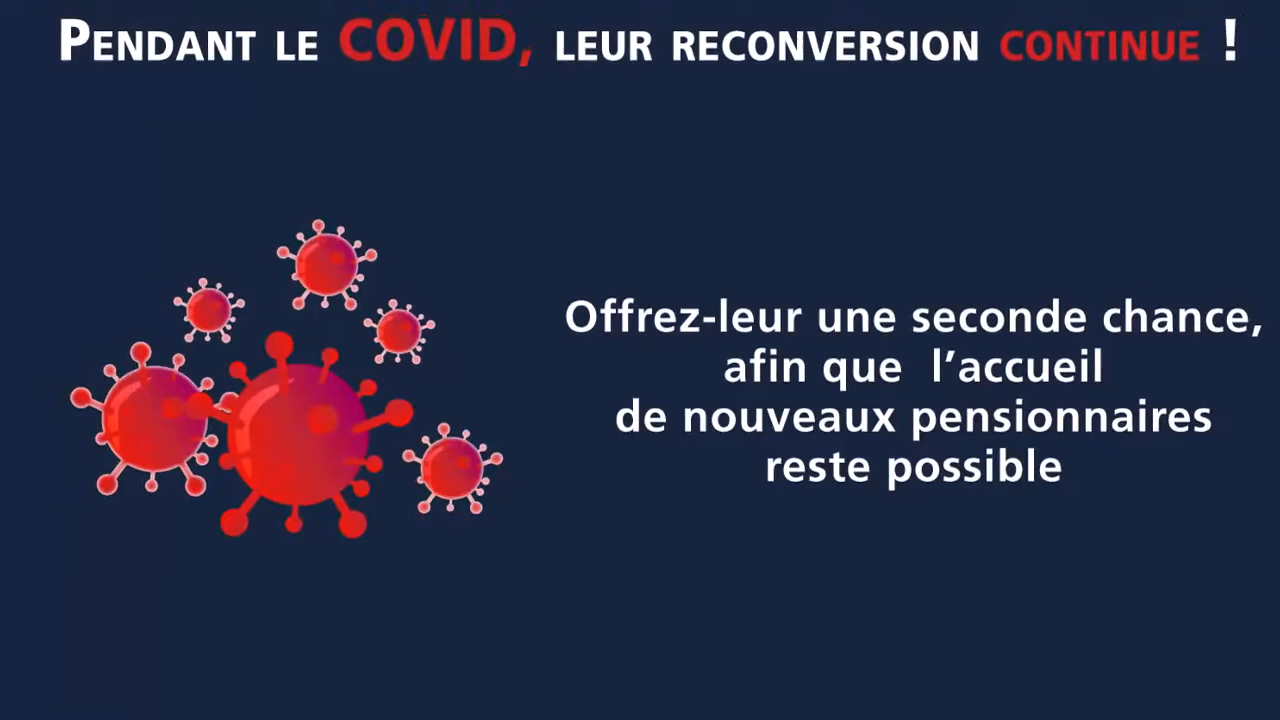 PENDANT LE COVID, LEUR RECONVERSION CONTINUE !
Offrez-leur une seconde chance,
afin que l’accueil
de nouveaux pensionnaires
reste possible